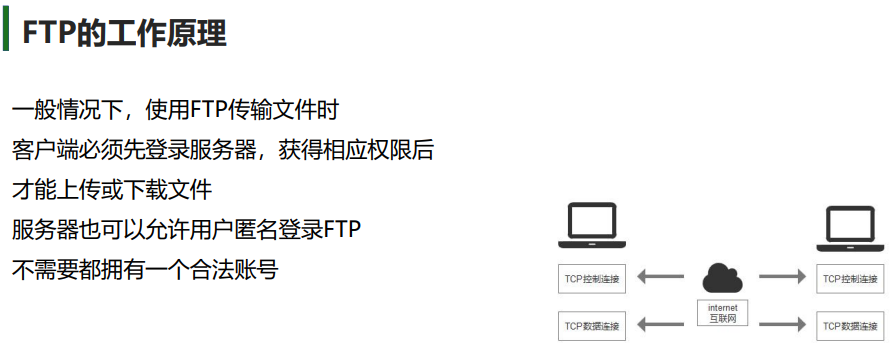 FTP的工作原理
一般情况下，使用FTP传输文件时
客户端必须先登录服务器，获得相应权限后
才能上传或下载文件
服务器也可以允许用户匿名登录FTP
不需要都拥有一个合法账号
TCP控制连接
TCP控制连接
internet
互联网
TCP数据连接
TCP数据连接